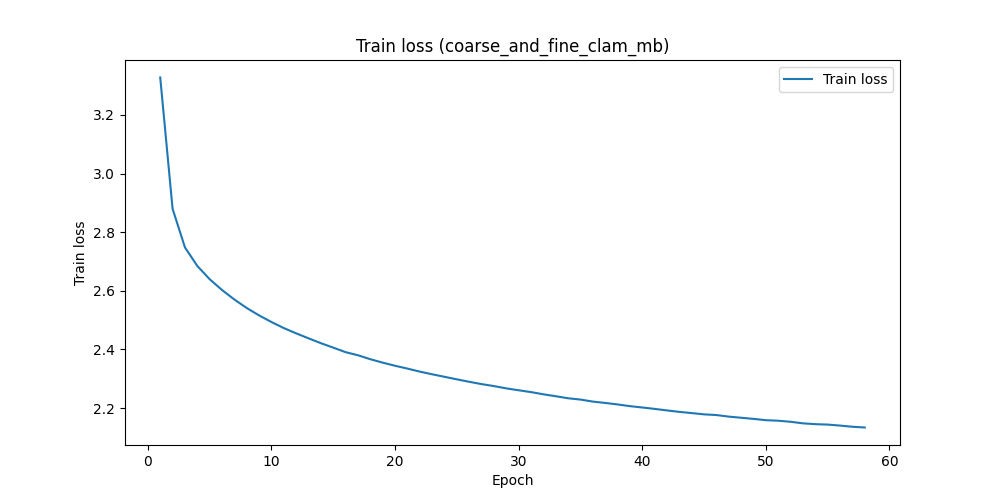 Train loss (coarse_and_fine_clam_mb)
Train loss
3.2
3.0
2.8
2.6
2.4
2.2
Train loss
0 10 20 30 40 50 60
Epoch